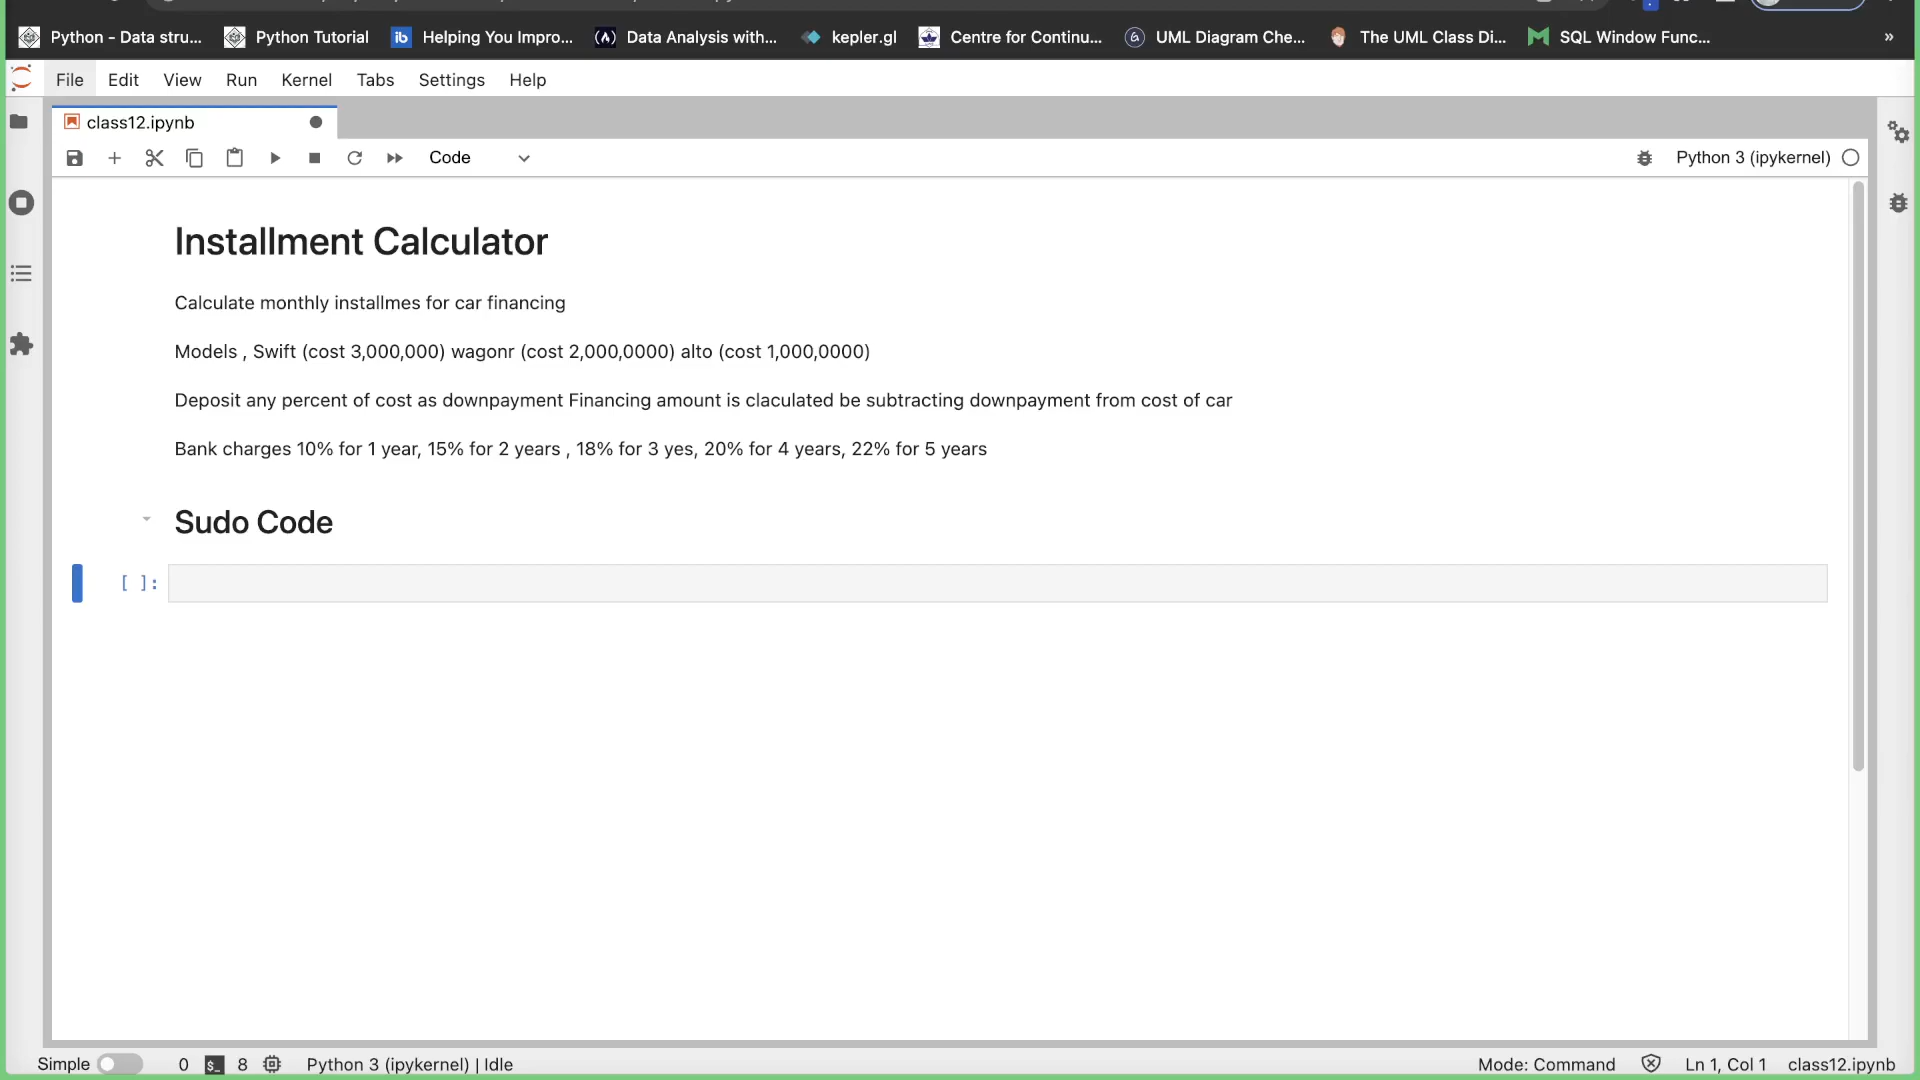 Python - Data stru...
Python Tutorial
ib
Helping You Impro...
Data Analysis with...
kepler.gl
Centre for Continu...
UML Diagram Che...
The UML Class Di...
SQL Window Func...
»
File Edit View Run Kernel Tabs Settings Help
class12.ipynb
Code
Python 3 (ipykernel)
Installment Calculator
Calculate monthly installmes for car financing
Models , Swift (cost 3,000,000) wagonr (cost 2,000,0000) alto (cost 1,000,0000)
Deposit any percent of cost as downpayment Financing amount is claculated be subtracting downpayment from cost of car
Bank charges 10% for 1 year, 15% for 2 years , 18% for 3 yes, 20% for 4 years, 22% for 5 years
Sudo Code
[ ]:
Simple 0 $_ 8 Python 3 (ipykernel) | Idle Mode: Command Ln 1, Col 1 class12.ipynb